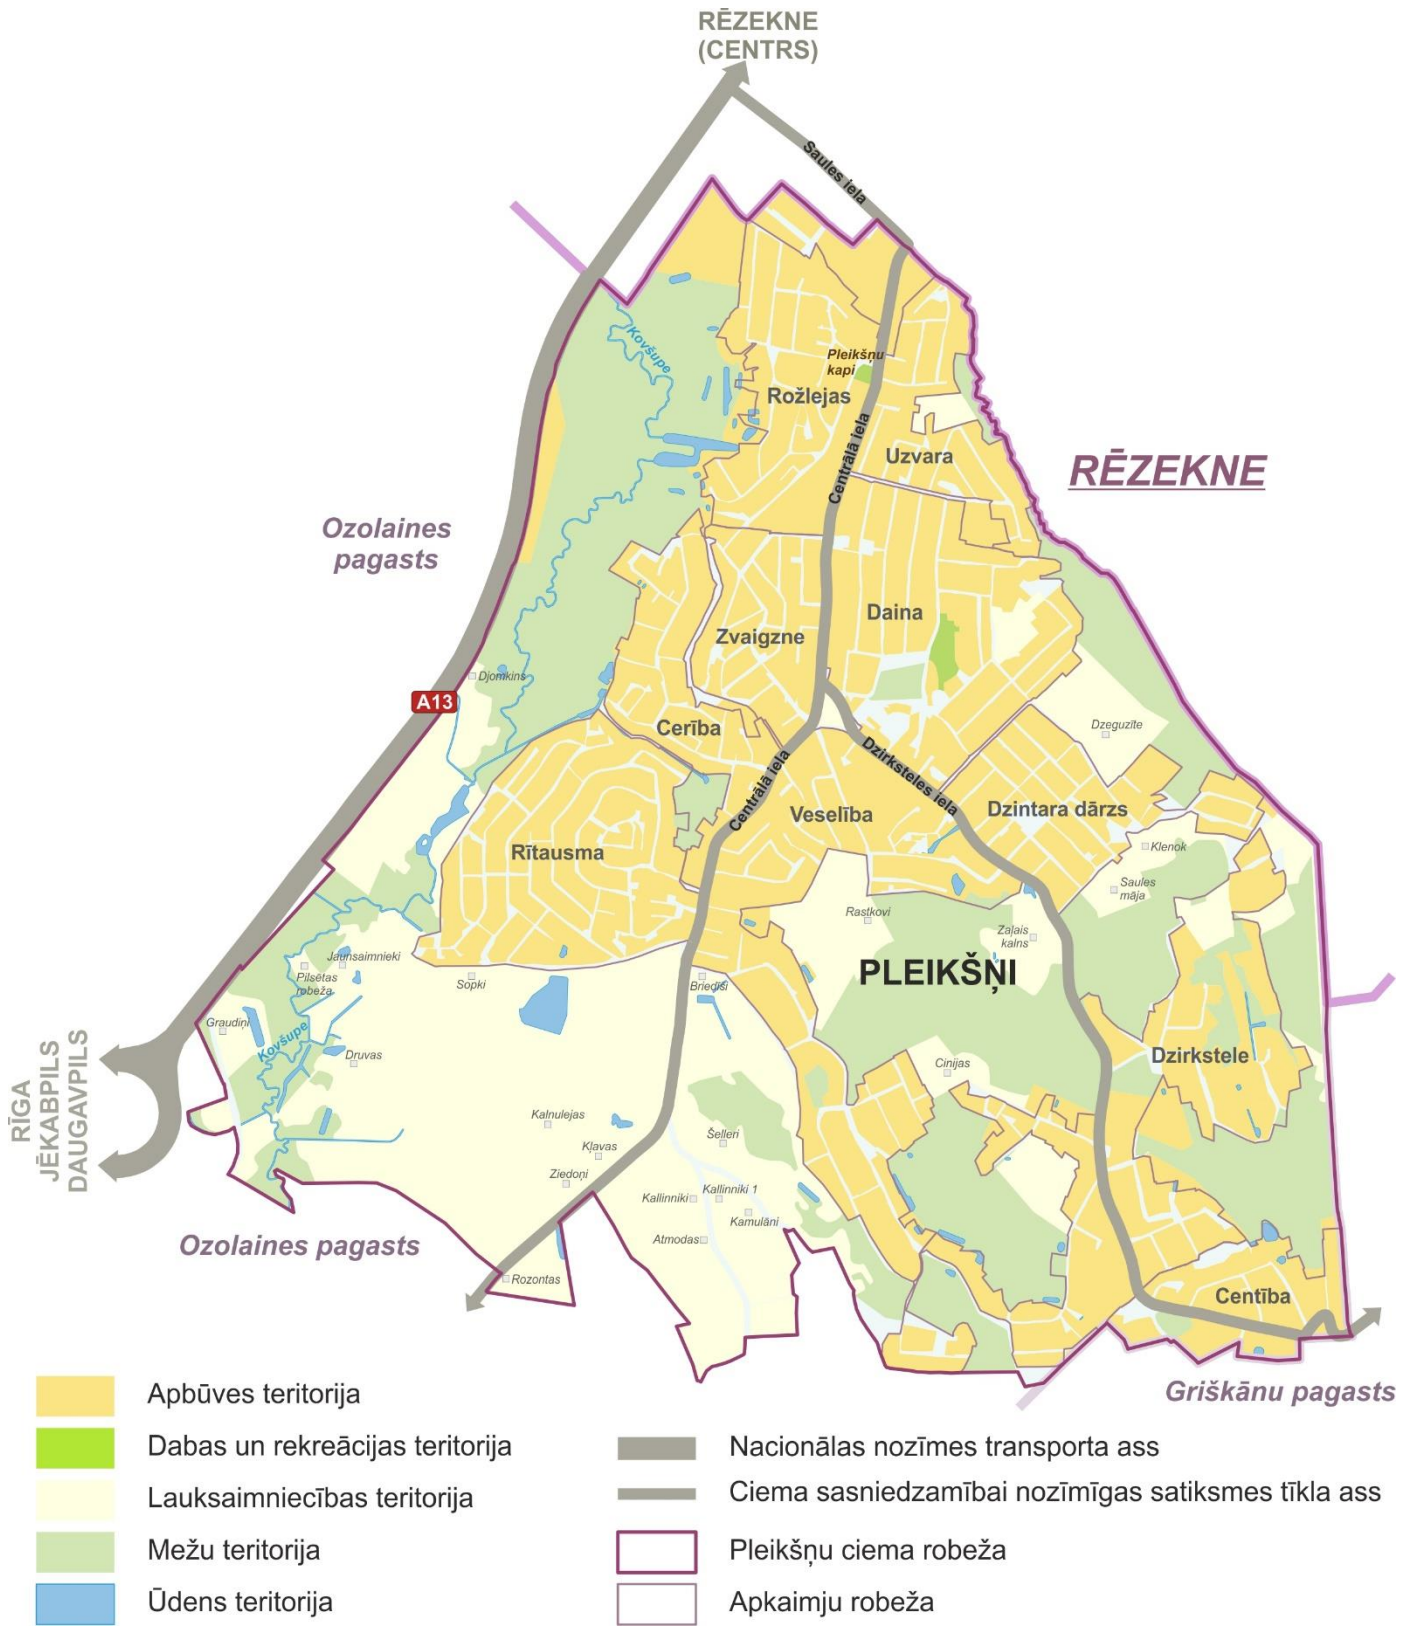 RĒZEKNE
(CENTRS)
Saules iela
Kovšupe
Pleikšņu
kapi
Rožlejas
Centrālā iela
Uzvara
RĒZEKNE
Ozolaines
pagasts
Daina
Zvaigzne
Djomkins
A13
Cerība
Dzeguzīte
Dzirksteles iela
Centrālā iela
Veselība
Dzintara dārzs
Rītausma
Klenok
Saules
māja
Rastkovi
Zaļais
kalns
Jaunsaimnieki
Pilsētas
robeža
Sopki
Briediši
PLEIKŠŅI
Graudiņi
Kovšupe
Druvas
Cinijas
Dzirkstele
RĪGA
JĒKABPILS
DAUGAVPILS
Kalnulejas
Kļavas
Ziedoņi
Šelleri
Kallinniki
Kallinniki 1
Kamulāni
Atmodas
Ozolaines pagasts
Rozontas
Centība
Griškānu pagasts
Apbūves teritorija
Dabas un rekreācijas teritorija
Lauksaimniecības teritorija
Mežu teritorija
Ūdens teritorija
Nacionālas nozīmes transporta ass
Ciema sasniedzamībai nozīmīgas satiksmes tīkla ass
Pleikšņu ciema robeža
Apkaimju robeža